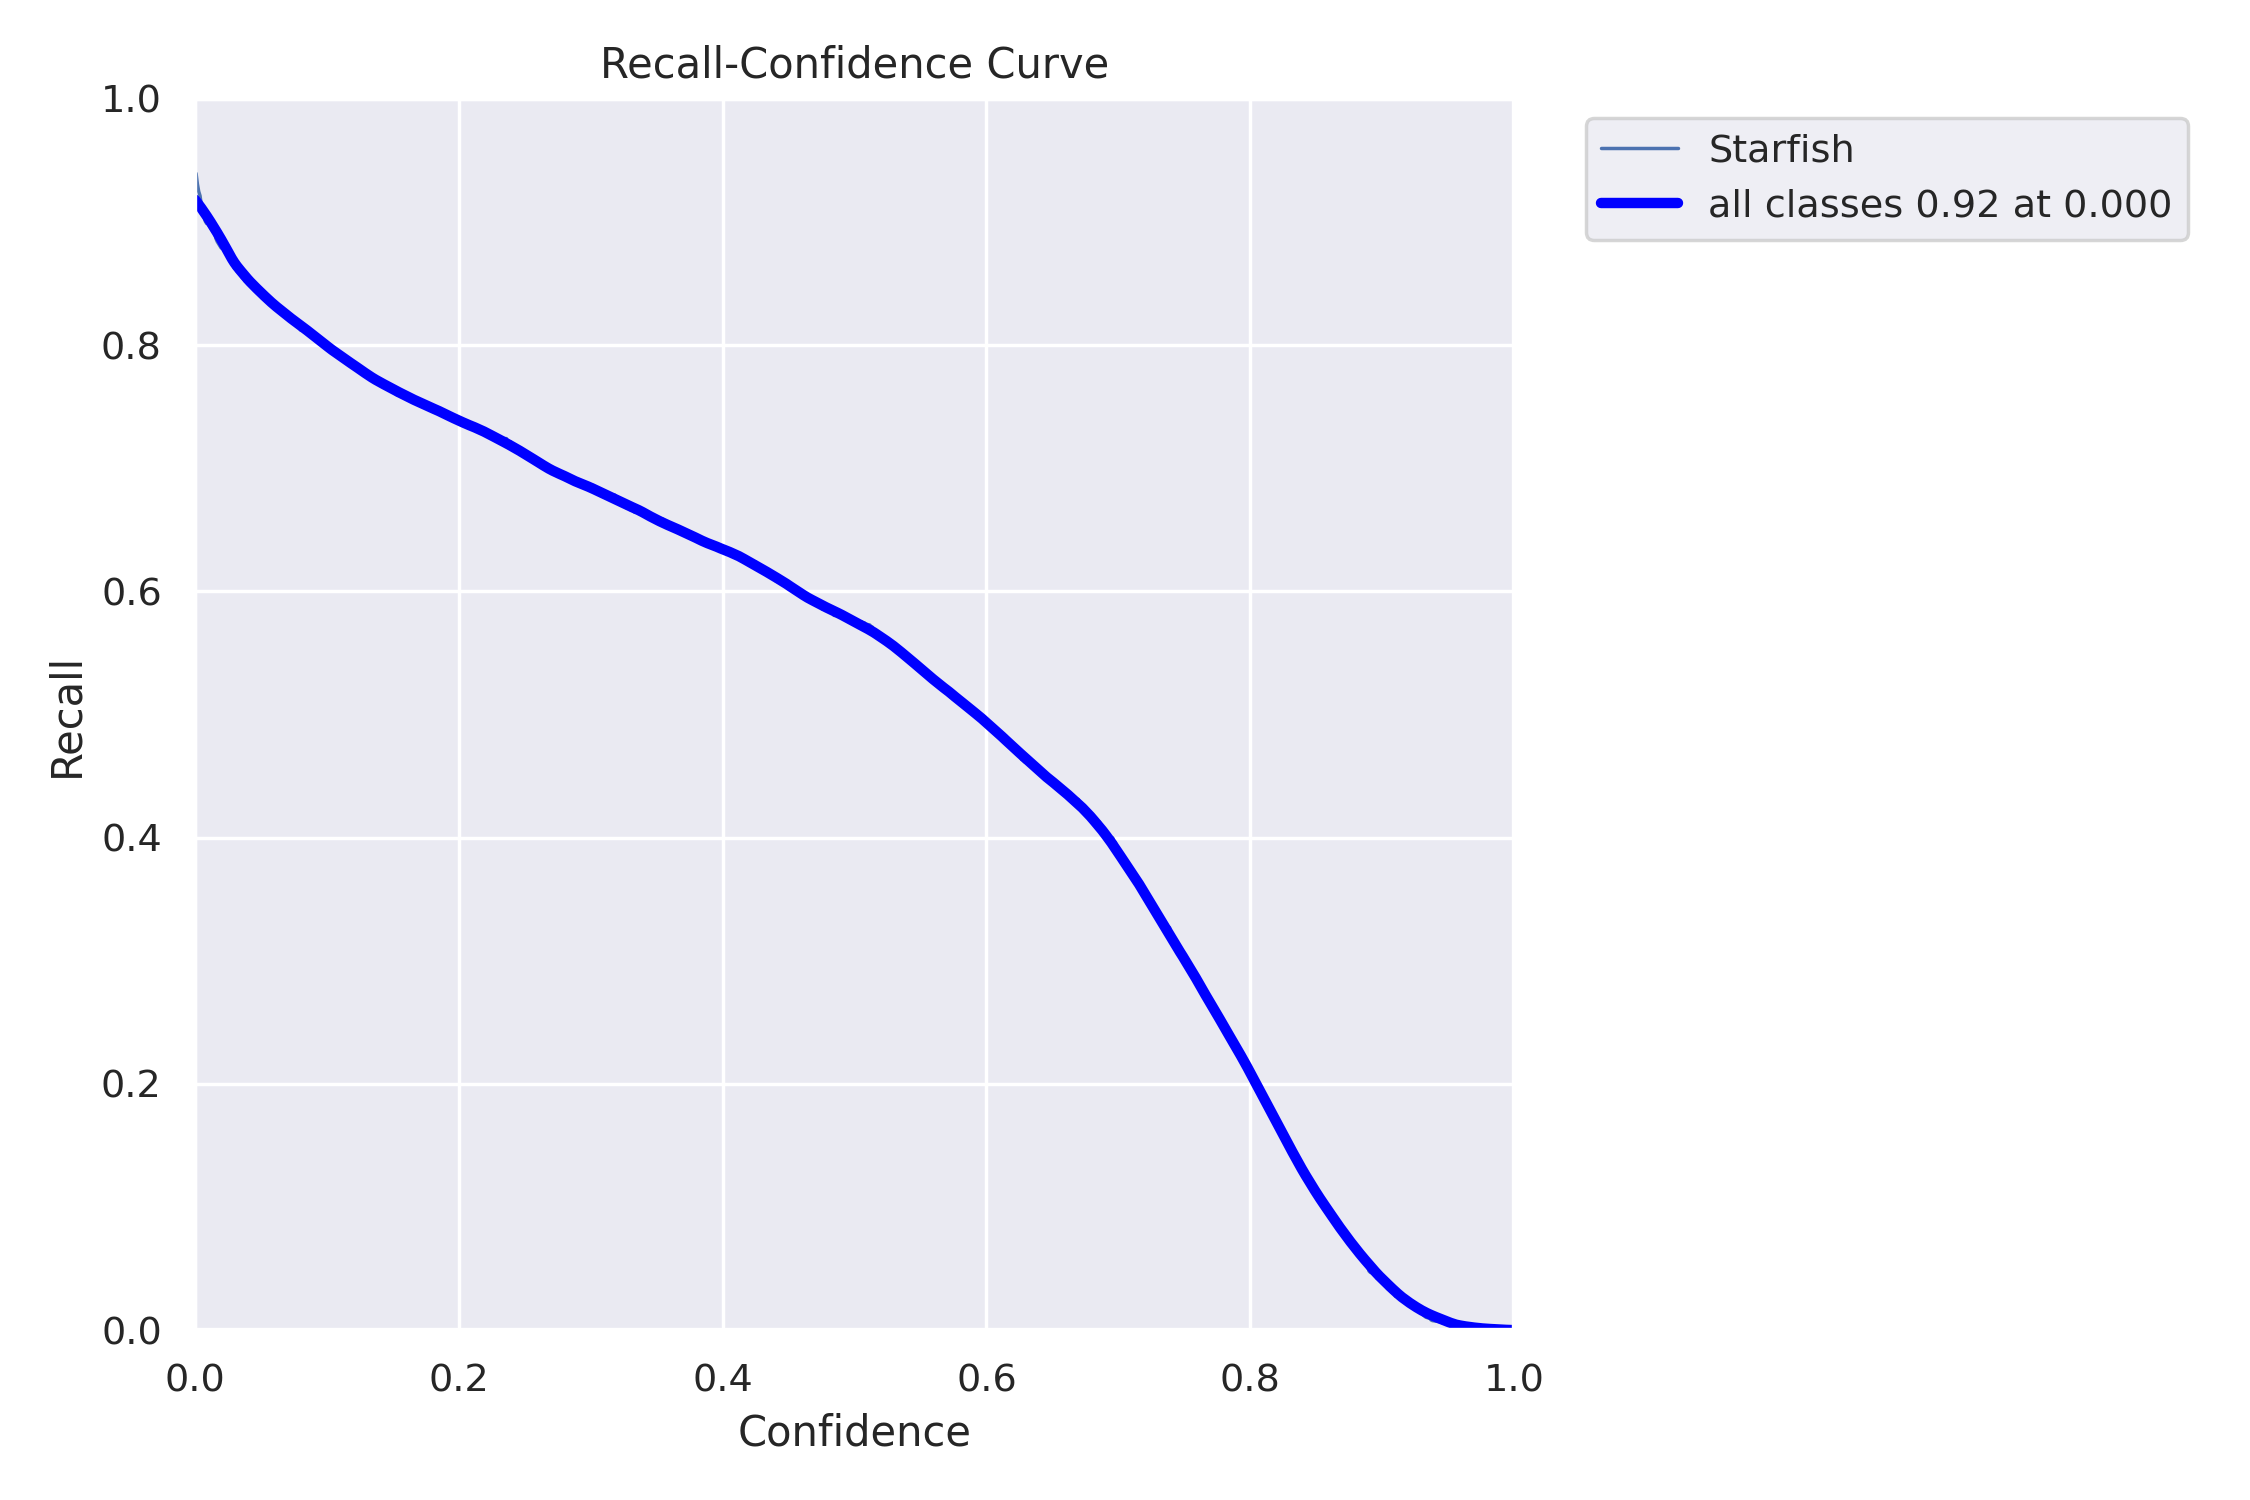 Recall-Confidence Curve
1.0
0.8
0.6
0.4
0.2
0.0
Recall
0.0 0.2 0.4 0.6 0.8 1.0
Confidence
Starfish
all classes 0.92 at 0.000